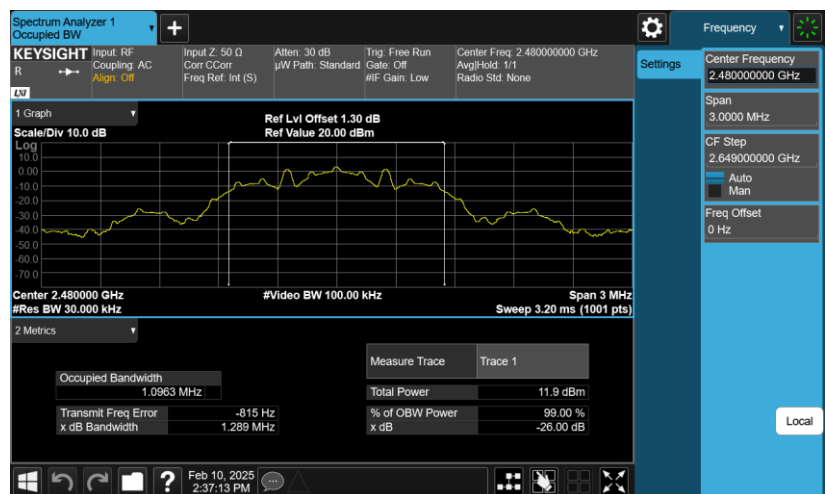 Spectrum Analyzer 1
Occupied BW
+
Frequency
KEYSIGHT
R
LXI
Input: RF
Coupling: AC
Align: Off
Input Z: 50 Ω
Corr CCorr
Freq Ref: Int (S)
Atten: 30 dB
µW Path: Standard
Trig: Free Run
Gate: Off
#IF Gain: Low
Center Freq: 2.480000000 GHz
Avg|Hold: 1/1
Radio Std: None
Settings
Center Frequency
2.480000000 GHz
Span
3.0000 MHz
CF Step
2.649000000 GHz
Auto
Man
Freq Offset
0 Hz
Local
1 Graph
Scale/Div 10.0 dB
Ref Lvl Offset 1.30 dB
Ref Value 20.00 dBm
Log
10.0
0.00
-10.0
-20.0
-30.0
-40.0
-50.0
-60.0
-70.0
Center 2.480000 GHz
#Video BW 100.00 kHz
Span 3 MHz
#Res BW 30.000 kHz
Sweep 3.20 ms (1001 pts)
2 Metrics
Measure Trace Trace 1
Occupied Bandwidth
1.0963 MHz
Total Power 11.9 dBm
Transmit Freq Error -815 Hz
% of OBW Power 99.00 %
x dB Bandwidth 1.289 MHz
x dB -26.00 dB
?
Feb 10, 2025
2:37:13 PM